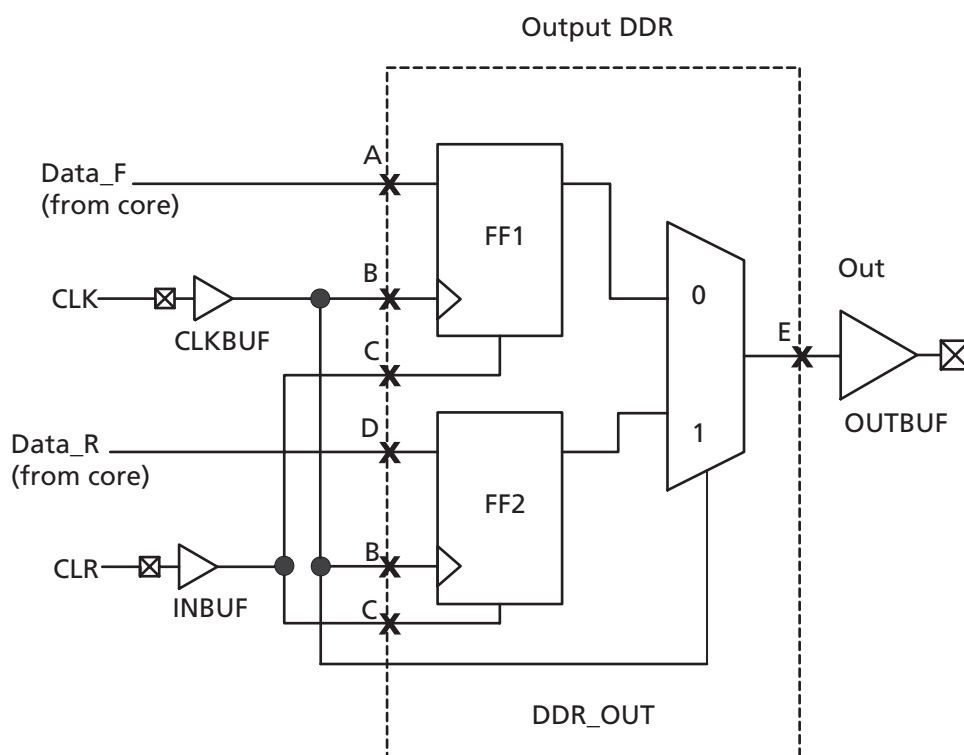 Output DDR
A
Data_F
(from core)
FF1
B
Out
CLK
0
CLKBUF
E
C
OUTBUF
D
1
Data_R
(from core)
FF2
B
CLR
INBUF
C
DDR_OUT